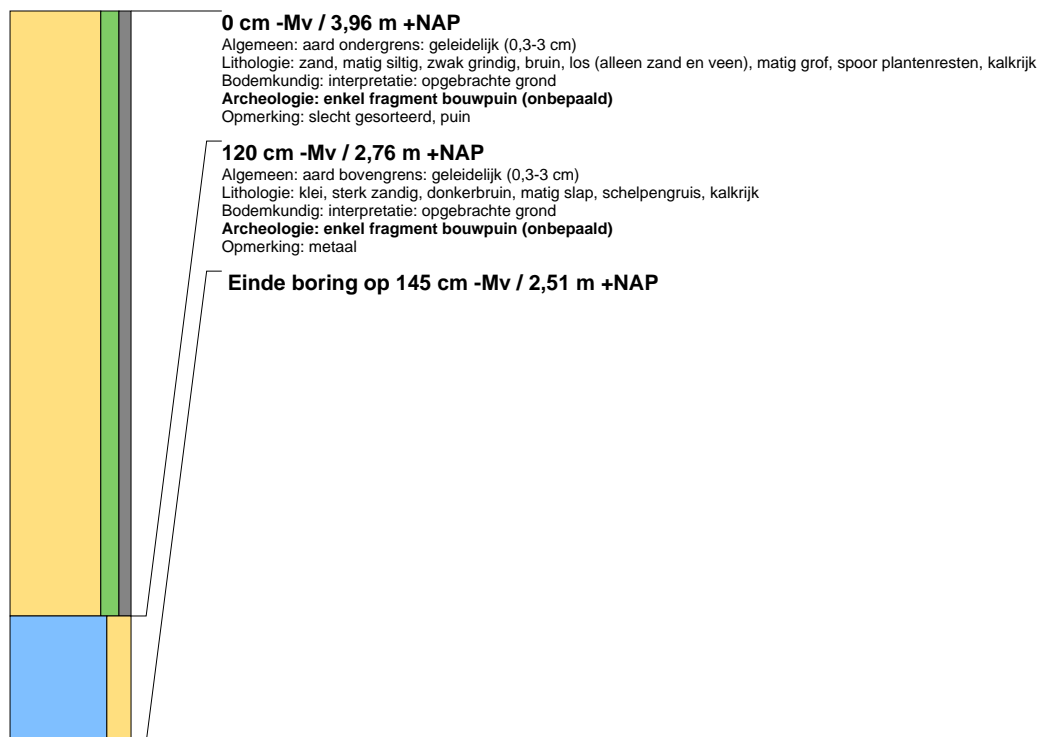 0 cm -Mv / 3,96 m +NAP
Algemeen: aard ondergrens: geleidelijk (0,3-3 cm)
Lithologie: zand, matig siltig, zwak grindig, bruin, los (alleen zand en veen), matig grof, spoor plantenresten, kalkrijk
Bodemkundig: interpretatie: opgebrachte grond
Archeologie: enkel fragment bouwpuin (onbepaald)
Opmerking: slecht gesorteerd, puin
120 cm -Mv / 2,76 m +NAP
Algemeen: aard bovengrens: geleidelijk (0,3-3 cm)
Lithologie: klei, sterk zandig, donkerbruin, matig slap, schelpengruis, kalkrijk
Bodemkundig: interpretatie: opgebrachte grond
Archeologie: enkel fragment bouwpuin (onbepaald)
Opmerking: metaal
Einde boring op 145 cm -Mv / 2,51 m +NAP